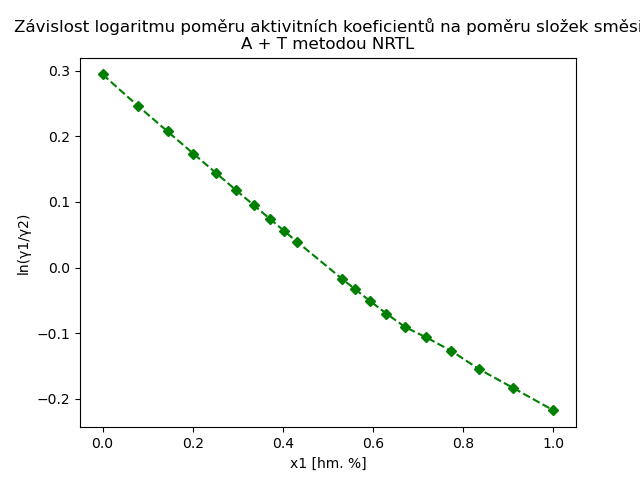 Závislost logaritmu poměru aktivitních koeficientů na poměru složek směsi
A + T metodou NRTL
0.3
0.2
0.1
0.0
−0.1
−0.2
ln(γ1/γ2)
0.0 0.2 0.4 0.6 0.8 1.0
x1 [hm. %]